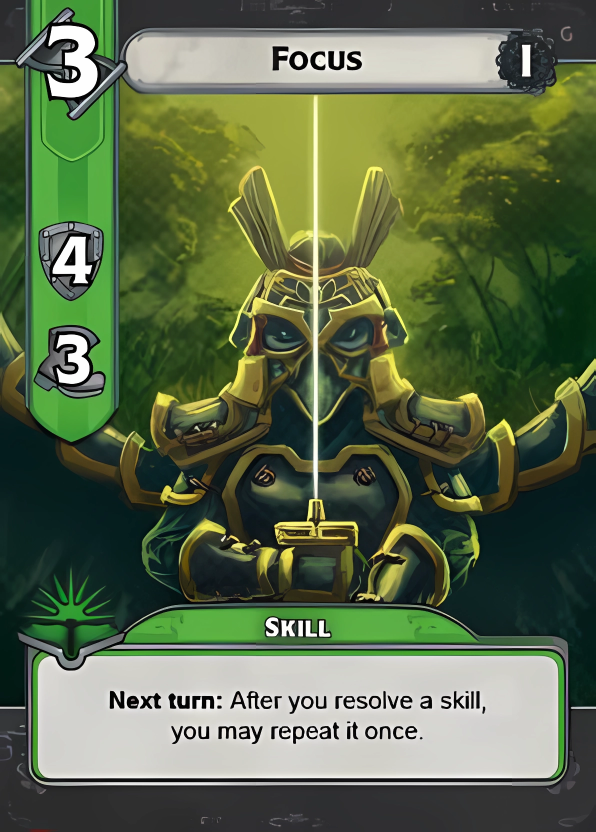 3
Focus
I
G
4
3
Skill
Next turn: After you resolve a skill,
you may repeat it once.